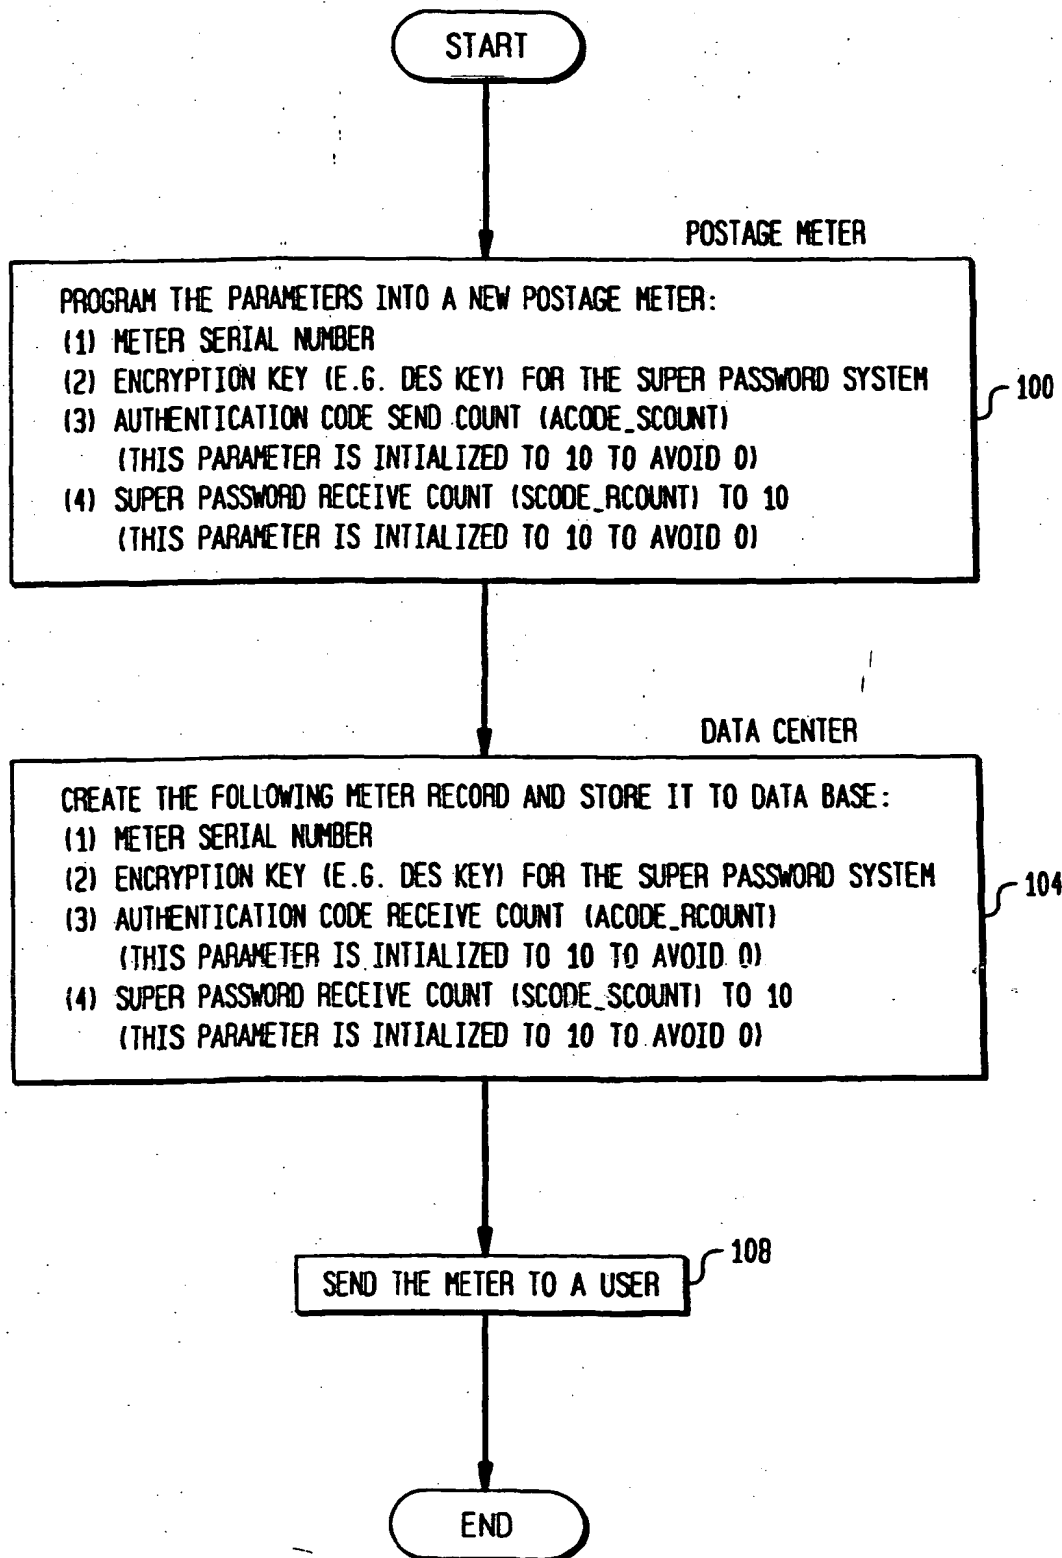 START
POSTAGE METER
PROGRAM THE PARAMETERS INTO A NEW POSTAGE METER:
(1) METER SERIAL NUMBER
(2) ENCRYPTION KEY (E.G. DES KEY) FOR THE SUPER PASSWORD SYSTEM
(3) AUTHENTICATION CODE SEND COUNT (ACODE_SCOUNT)
(THIS PARAMETER IS INTIALIZED TO 10 TO AVOID 0)
(4) SUPER PASSWORD RECEIVE COUNT (SCODE_RCOUNT) TO 10
(THIS PARAMETER IS INTIALIZED TO 10 TO AVOID 0)
100
DATA CENTER
CREATE THE FOLLOWING METER RECORD AND STORE IT TO DATA BASE:
(1) METER SERIAL NUMBER
(2) ENCRYPTION KEY (E.G. DES KEY) FOR THE SUPER PASSWORD SYSTEM
(3) AUTHENTICATION CODE RECEIVE COUNT (ACODE_RCOUNT)
(THIS PARAMETER IS INTIALIZED TO 10 TO AVOID 0)
(4) SUPER PASSWORD RECEIVE COUNT (SCODE_SCOUNT) TO 10
(THIS PARAMETER IS INTIALIZED TO 10 TO AVOID 0)
104
SEND THE METER TO A USER
108
END